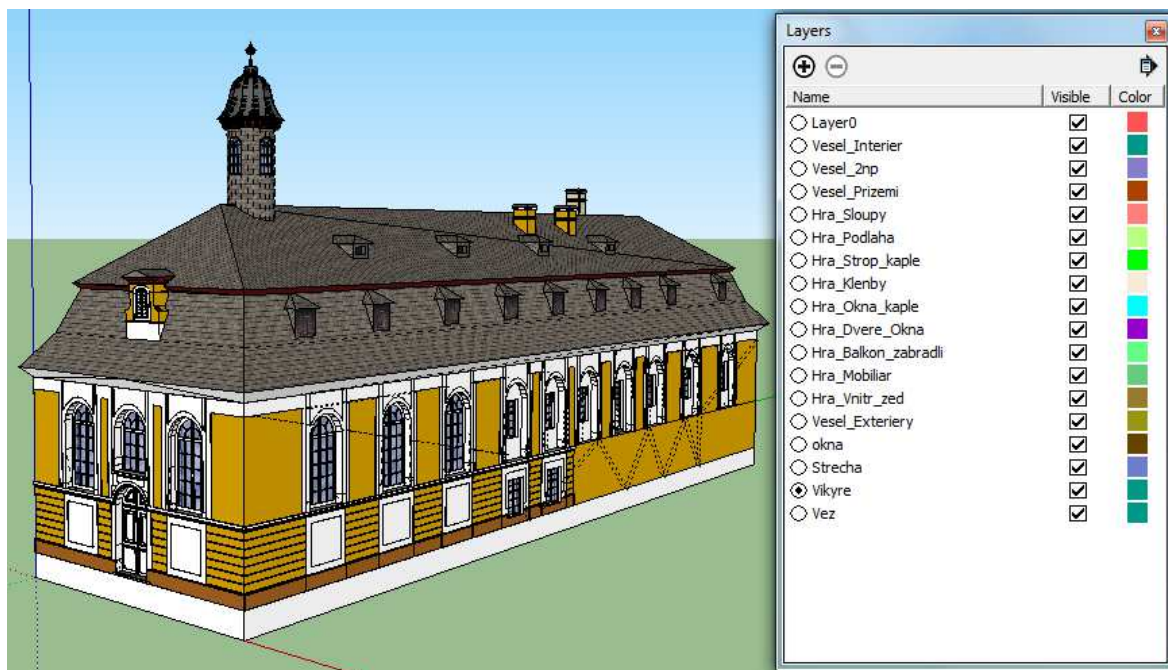 Layers
Name Visible Color
Layer0
Vesel_Interier
Vesel_2np
Vesel_Prizemi
Hra_Sloupy
Hra_Podlaha
Hra_Strop_kaple
Hra_Klenby
Hra_Okna_kaple
Hra_Dvere_Okna
Hra_Balkon_zabradli
Hra_Mobiliar
Hra_Vnitr_zed
Vesel_Exteriery
okna
Strecha
Vikyre
Vez